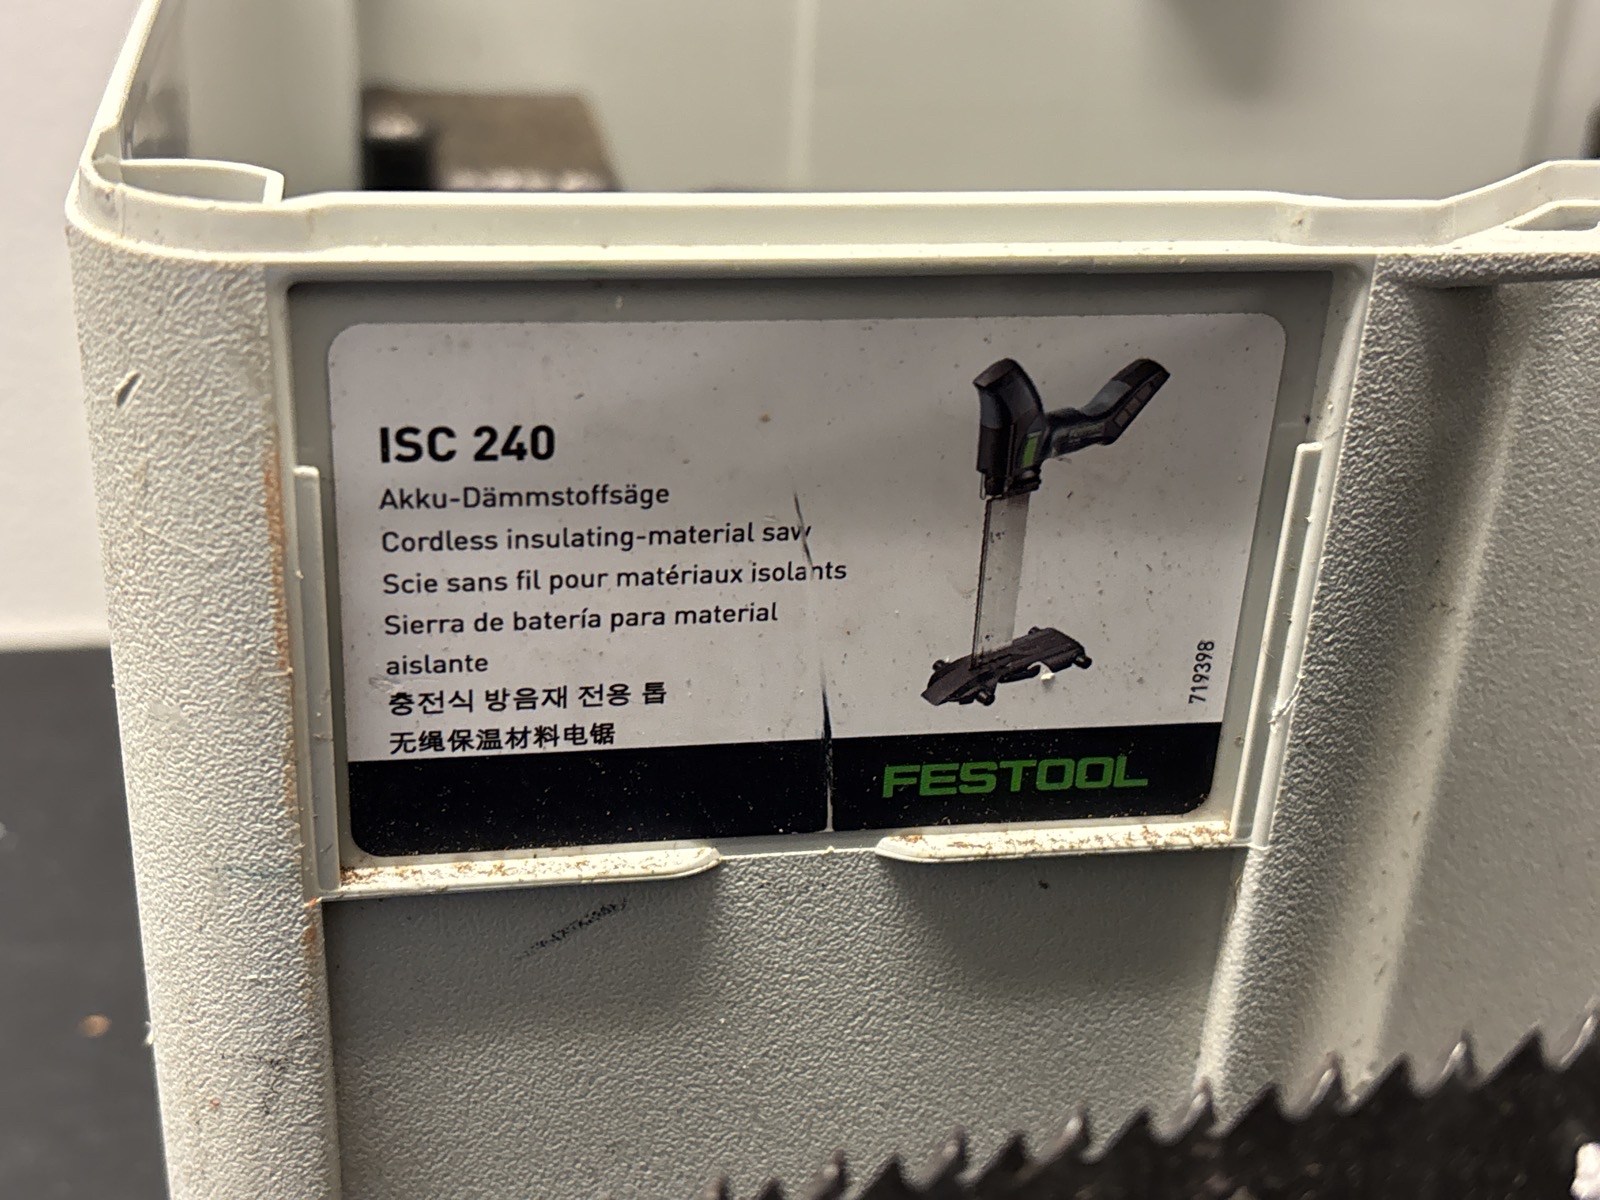 ISC 240
Akku-Dämmstoffsäge
Cordless insulating-material saw
Scie sans fil pour matériaux isolants
Sierra de batería para material
aislante
충전식 방음재 전용 톱
无绳保温材料电锯
719398
FESTOOL